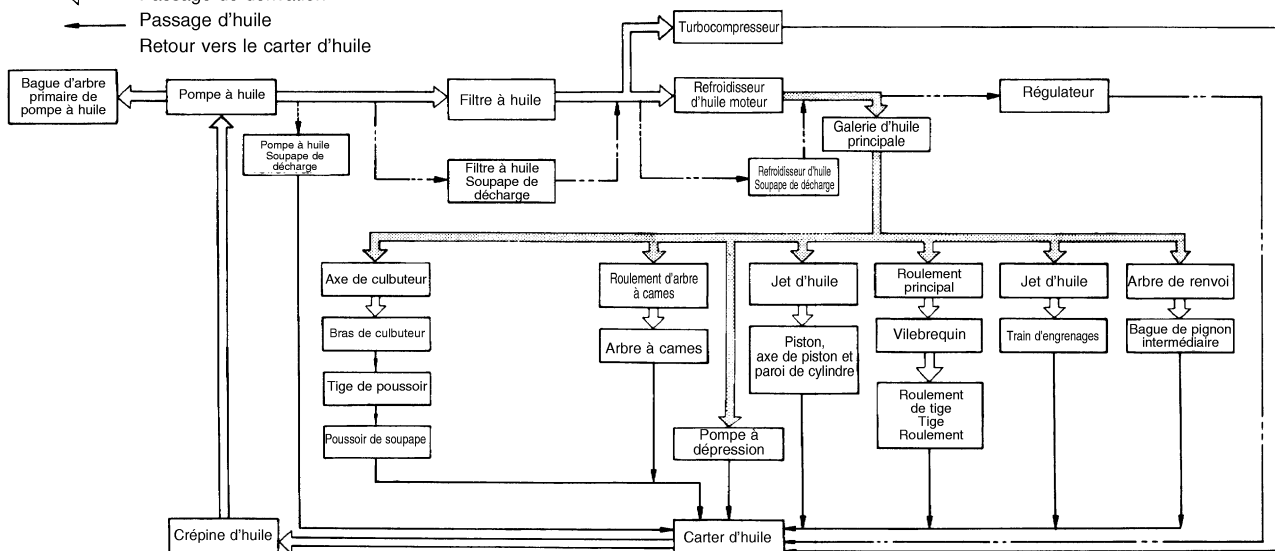 Passage d'huile
Retour vers le carter d'huile
Turbocompresseur
Bague d'arbre
primaire de
pompe à huile
Pompe à huile
Filtre à huile
Refroidisseur
d'huile moteur
Régulateur
Galerie d'huile
principale
Pompe à huile
Soupape de
décharge
Filtre à huile
Soupape de
décharge
Refroidisseur d'huile
Soupape de décharge
Axe de culbuteur
Roulement d'arbre
à cames
Jet d'huile
Roulement
principal
Jet d'huile
Arbre de renvoi
Bras de culbuteur
Arbre à cames
Piston,
axe de piston et
paroi de cylindre
Vilebrequin
Train d'engrenages
Bague de pignon
intermédiaire
Tige de poussoir
Roulement
de tige
Tige
Roulement
Poussoir de soupape
Pompe à
dépression
Crépine d'huile
Carter d'huile